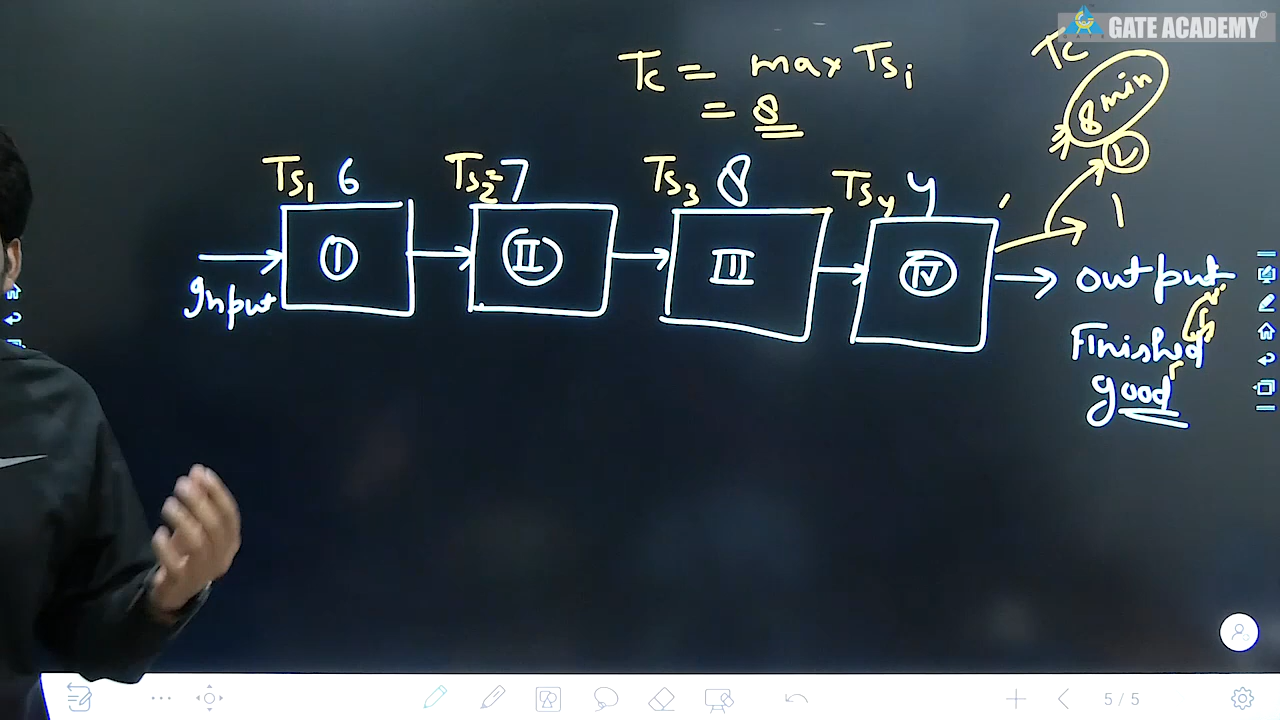 GATE ACADEMY®
Tc = max Tsi
= 8
Tc
8 min
Ts1 6
Ts2 = 7
Ts3 8
Ts4 4
I
II
III
IV
1
Input
output
Finished
good
5/5